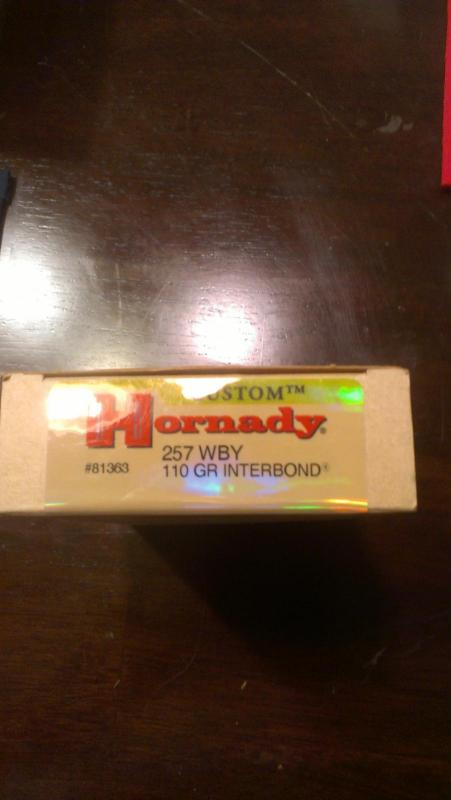 CUSTOM™
Hornady®
257 WBY
#81363 110 GR INTERBOND®